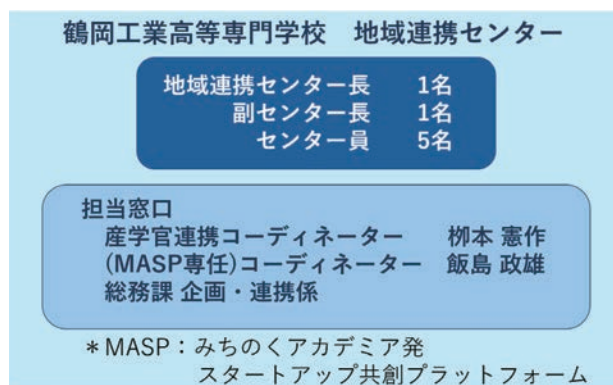 鶴岡工業高等専門学校　地域連携センター
地域連携センター長　1名
副センター長　1名
センター員　5名
担当窓口
産学官連携コーディネーター　栁本 憲作
(MASP専任)コーディネーター　飯島 政雄
総務課 企画・連携係
＊MASP：みちのくアカデミア発
スタートアップ共創プラットフォーム